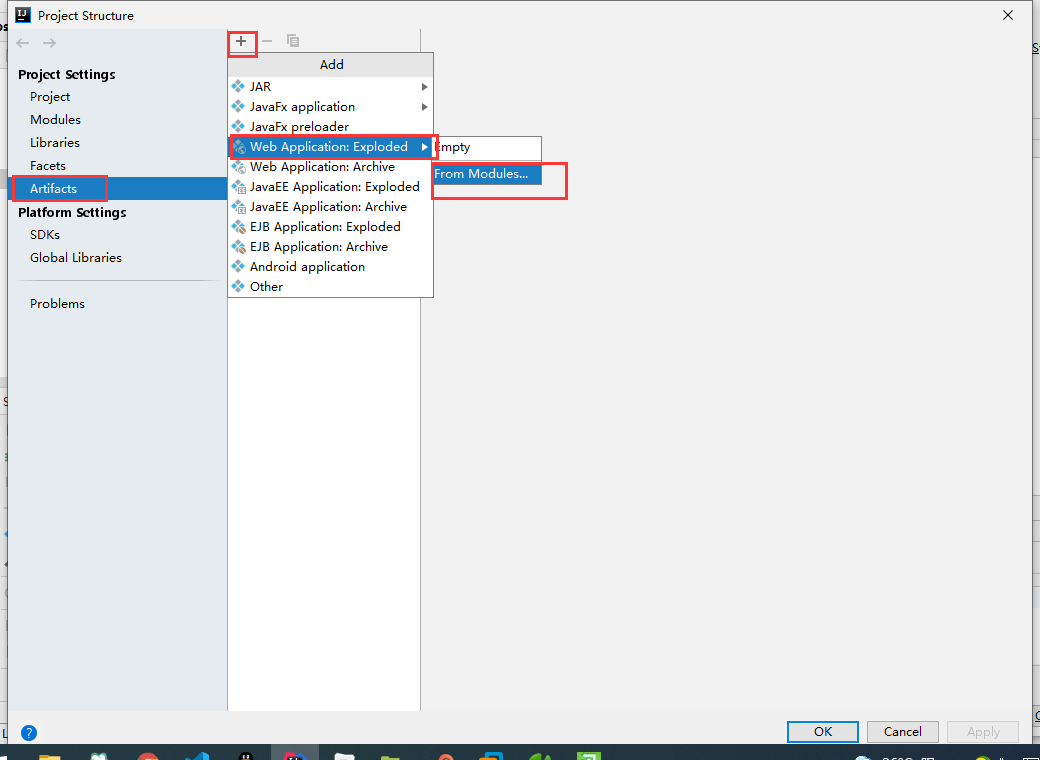 Project Structure
Project Settings
Project
Modules
Libraries
Facets
Artifacts
Platform Settings
SDKs
Global Libraries
Problems
Add
JAR
JavaFx application
JavaFx preloader
Web Application: Exploded
Web Application: Archive
JavaEE Application: Exploded
JavaEE Application: Archive
EJB Application: Exploded
EJB Application: Archive
Android application
Other
Empty
From Modules...
?
OK
Cancel
Apply